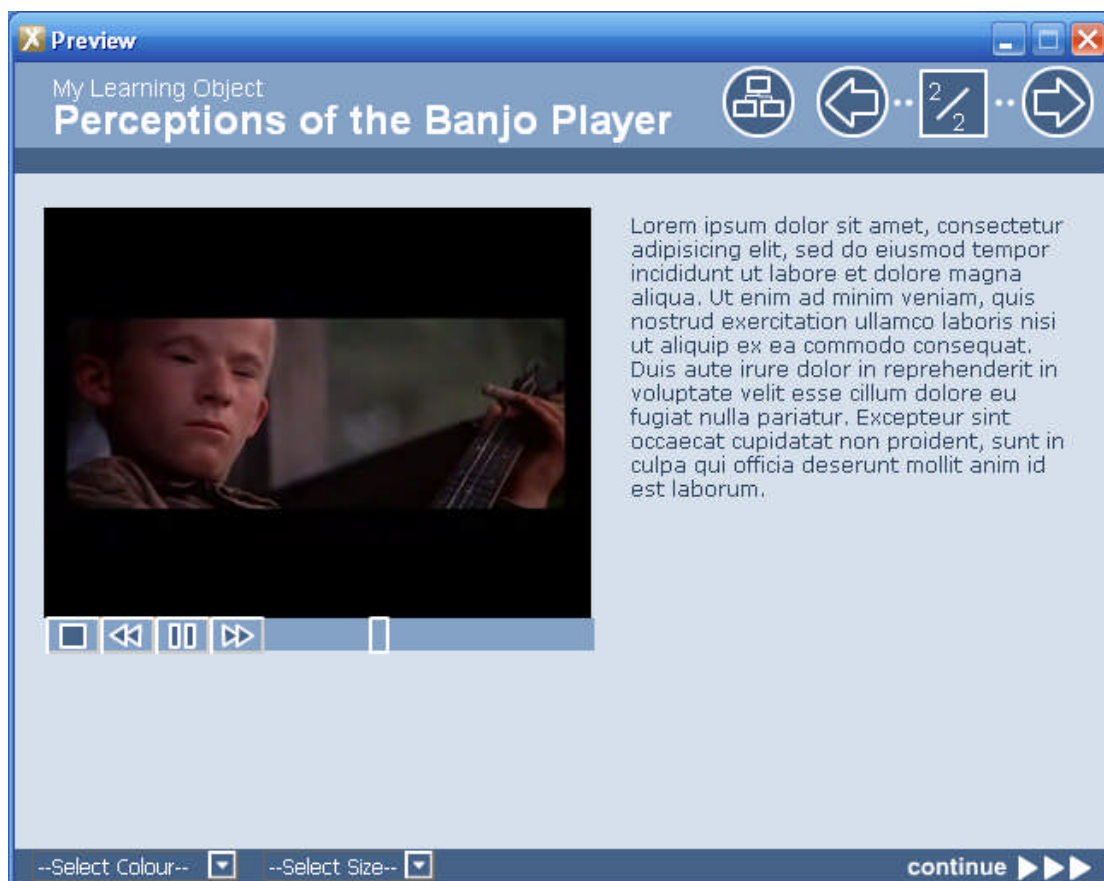 Preview
My Learning Object
Perceptions of the Banjo Player
2/2
Lorem ipsum dolor sit amet, consectetur
adipisicing elit, sed do eiusmod tempor
incididunt ut labore et dolore magna
aliqua. Ut enim ad minim veniam, quis
nostrud exercitation ullamco laboris nisi
ut aliquip ex ea commodo consequat.
Duis aute irure dolor in reprehenderit in
voluptate velit esse cillum dolore eu
fugiat nulla pariatur. Excepteur sint
occaecat cupidatat non proident, sunt in
culpa qui officia deserunt mollit anim id
est laborum.
--Select Colour-- --Select Size-- continue